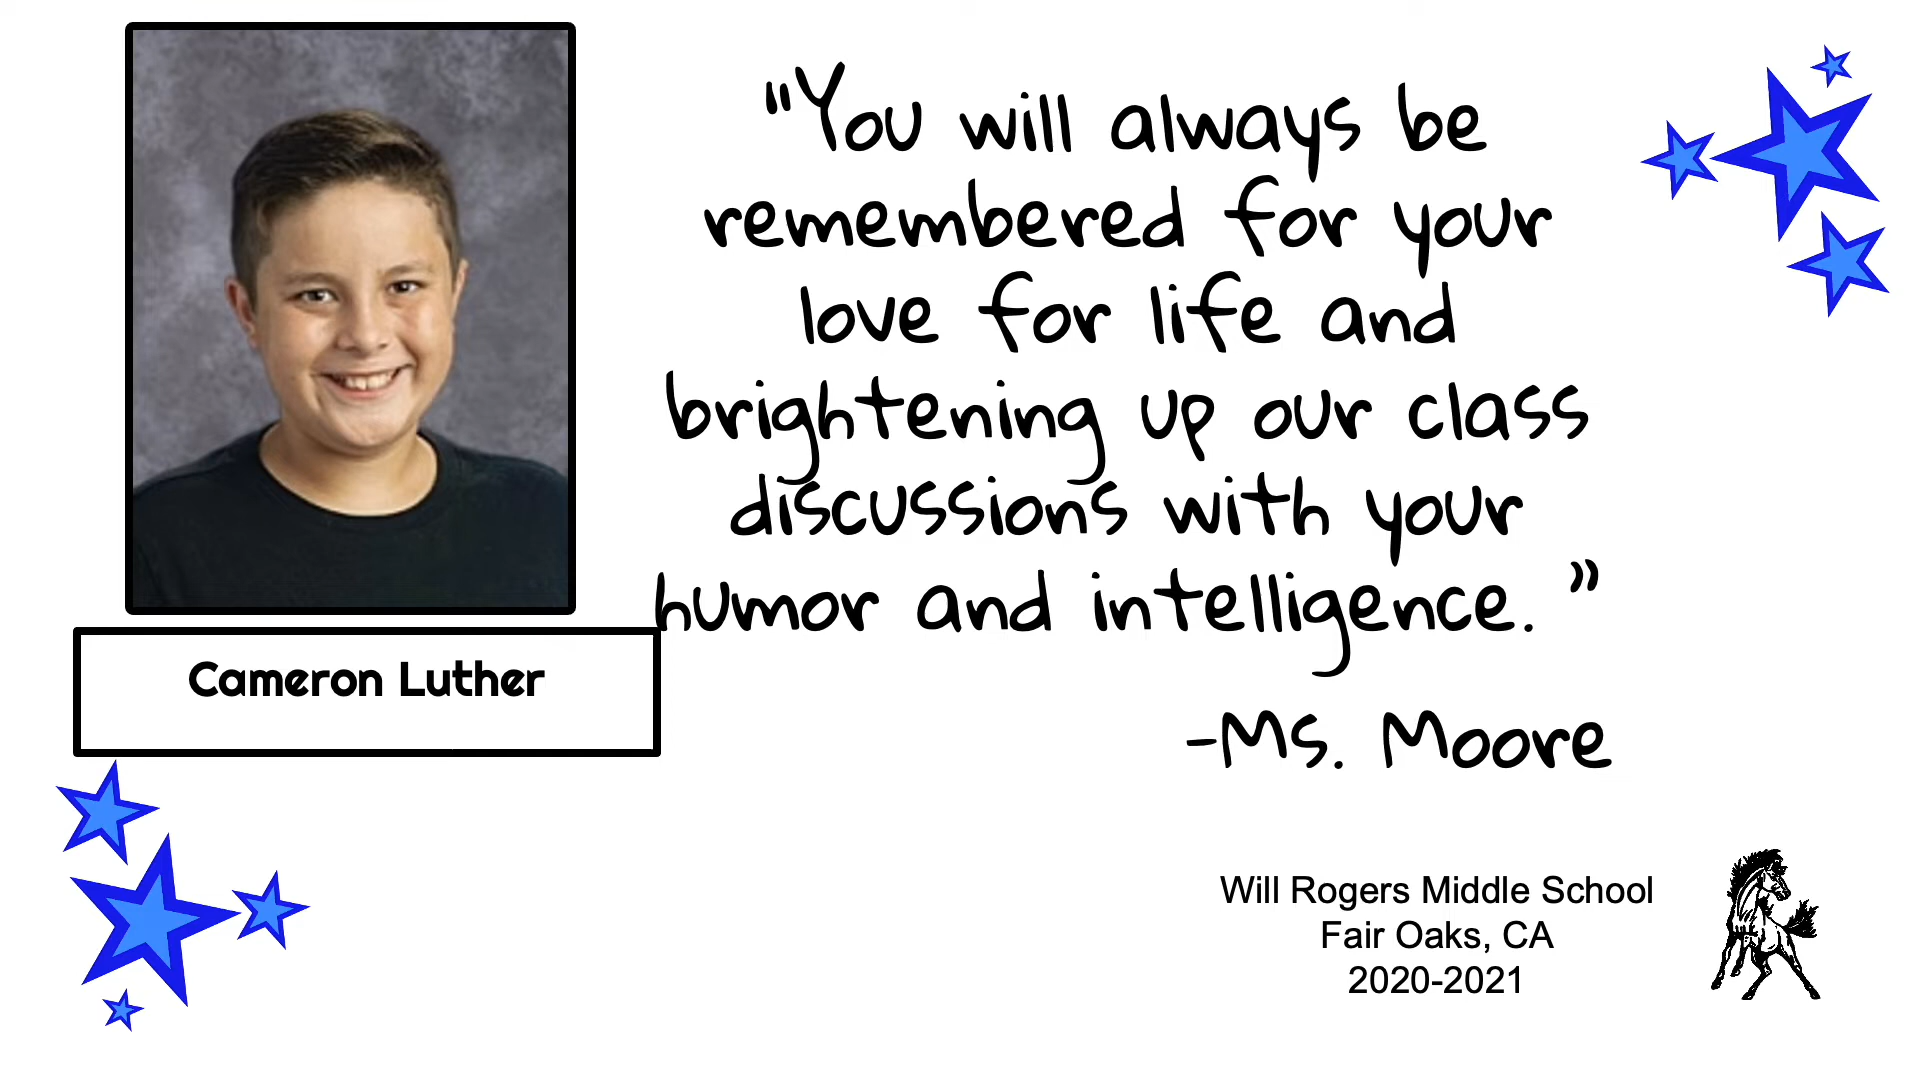 "You will always be
remembered for your
love for life and
brightening up our class
discussions with your
humor and intelligence. ”
-Ms. Moore
Cameron Luther
Will Rogers Middle School
Fair Oaks, CA
2020-2021